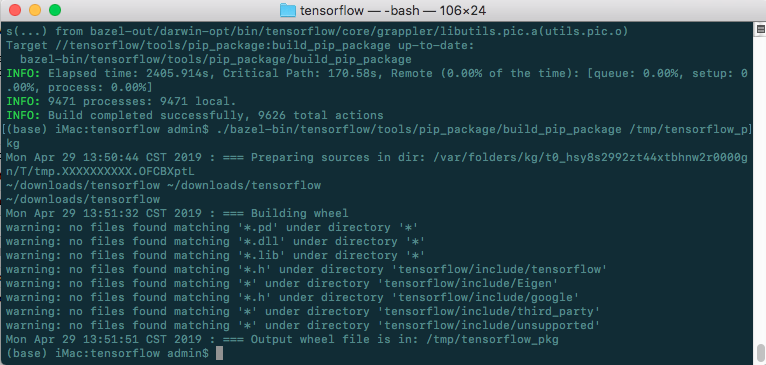 tensorflow — -bash — 106×24
s(...) from bazel-out/darwin-opt/bin/tensorflow/core/grappler/libutils.pic.a(utils.pic.o)
Target //tensorflow/tools/pip_package:build_pip_package up-to-date:
  bazel-bin/tensorflow/tools/pip_package/build_pip_package
INFO: Elapsed time: 2405.914s, Critical Path: 170.58s, Remote (0.00% of the time): [queue: 0.00%, setup: 0
.00%, process: 0.00%]
INFO: 9471 processes: 9471 local.
INFO: Build completed successfully, 9626 total actions
[(base) iMac:tensorflow admin$ ./bazel-bin/tensorflow/tools/pip_package/build_pip_package /tmp/tensorflow_p]
kg
Mon Apr 29 13:50:44 CST 2019 : === Preparing sources in dir: /var/folders/kg/t0_hsy8s2992zt44xtbhnw2r0000g
n/T/tmp.XXXXXXXXXX.OFCBXptL
~/downloads/tensorflow ~/downloads/tensorflow
~/downloads/tensorflow
Mon Apr 29 13:51:32 CST 2019 : === Building wheel
warning: no files found matching '*.pd' under directory '*'
warning: no files found matching '*.dll' under directory '*'
warning: no files found matching '*.lib' under directory '*'
warning: no files found matching '*.h' under directory 'tensorflow/include/tensorflow'
warning: no files found matching '*' under directory 'tensorflow/include/Eigen'
warning: no files found matching '*.h' under directory 'tensorflow/include/google'
warning: no files found matching '*' under directory 'tensorflow/include/third_party'
warning: no files found matching '*' under directory 'tensorflow/include/unsupported'
Mon Apr 29 13:51:51 CST 2019 : === Output wheel file is in: /tmp/tensorflow_pkg
(base) iMac:tensorflow admin$